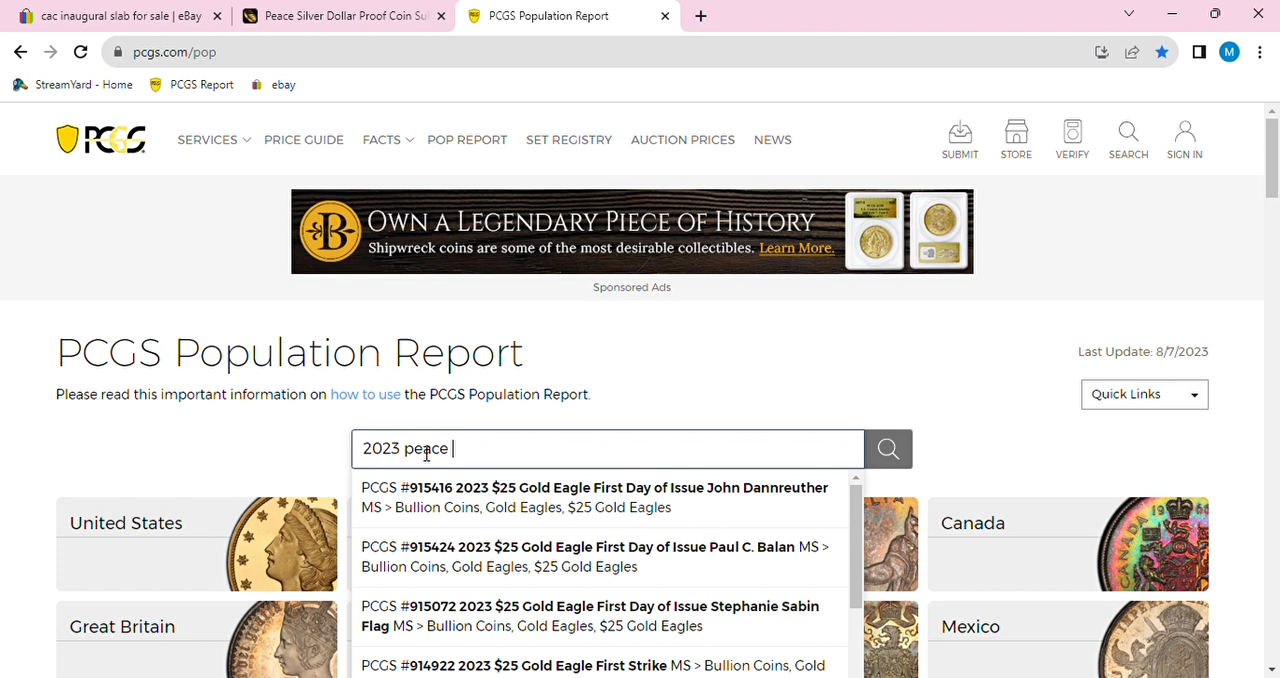 cac inaugural slab for sale | eBay
Peace Silver Dollar Proof Coin Su
PCGS Population Report
pcgs.com/pop
M
StreamYard - Home
PCGS Report
ebay
PCGS
SERVICES
PRICE GUIDE
FACTS
POP REPORT
SET REGISTRY
AUCTION PRICES
NEWS
SUBMIT
STORE
VERIFY
SEARCH
SIGN IN
B
OWN A LEGENDARY PIECE OF HISTORY
Shipwreck coins are some of the most desirable collectibles. Learn More.
Sponsored Ads
PCGS Population Report
Last Update: 8/7/2023
Please read this important information on how to use the PCGS Population Report.
Quick Links
2023 peace
PCGS #915416 2023 $25 Gold Eagle First Day of Issue John Dannreuther
MS > Bullion Coins, Gold Eagles, $25 Gold Eagles
PCGS #915424 2023 $25 Gold Eagle First Day of Issue Paul C. Balan MS >
Bullion Coins, Gold Eagles, $25 Gold Eagles
PCGS #915072 2023 $25 Gold Eagle First Day of Issue Stephanie Sabin
Flag MS > Bullion Coins, Gold Eagles, $25 Gold Eagles
PCGS #914922 2023 $25 Gold Eagle First Strike MS > Bullion Coins, Gold
United States
Canada
Great Britain
Mexico